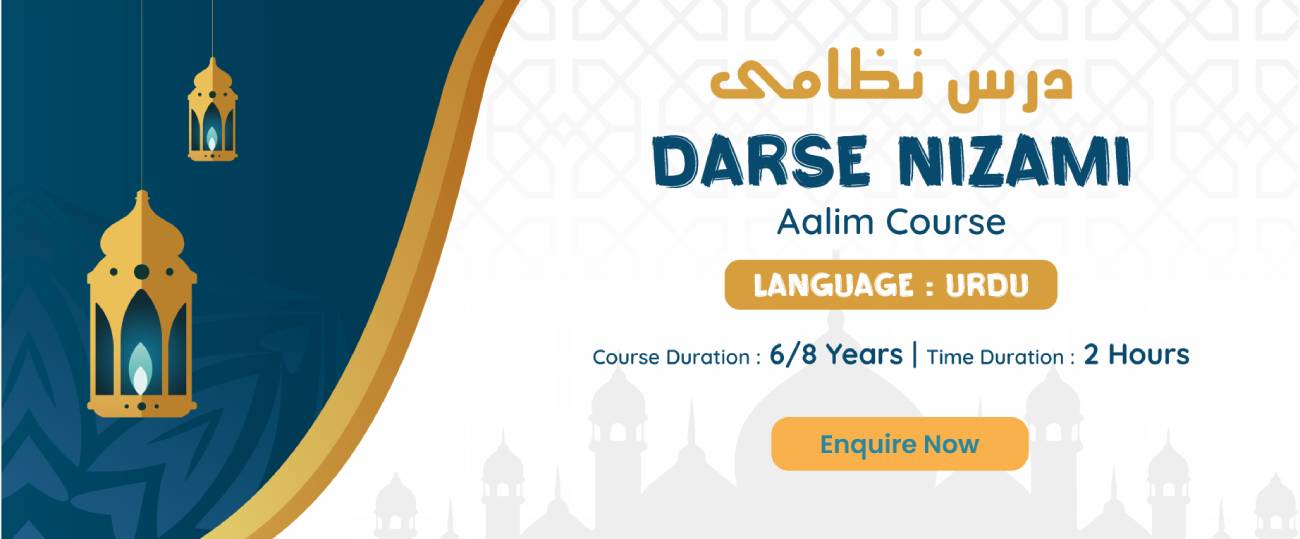 درس نظامی
DARSE NIZAMI
Aalim Course
LANGUAGE : URDU
Course Duration : 6/8 Years | Time Duration : 2 Hours
Enquire Now